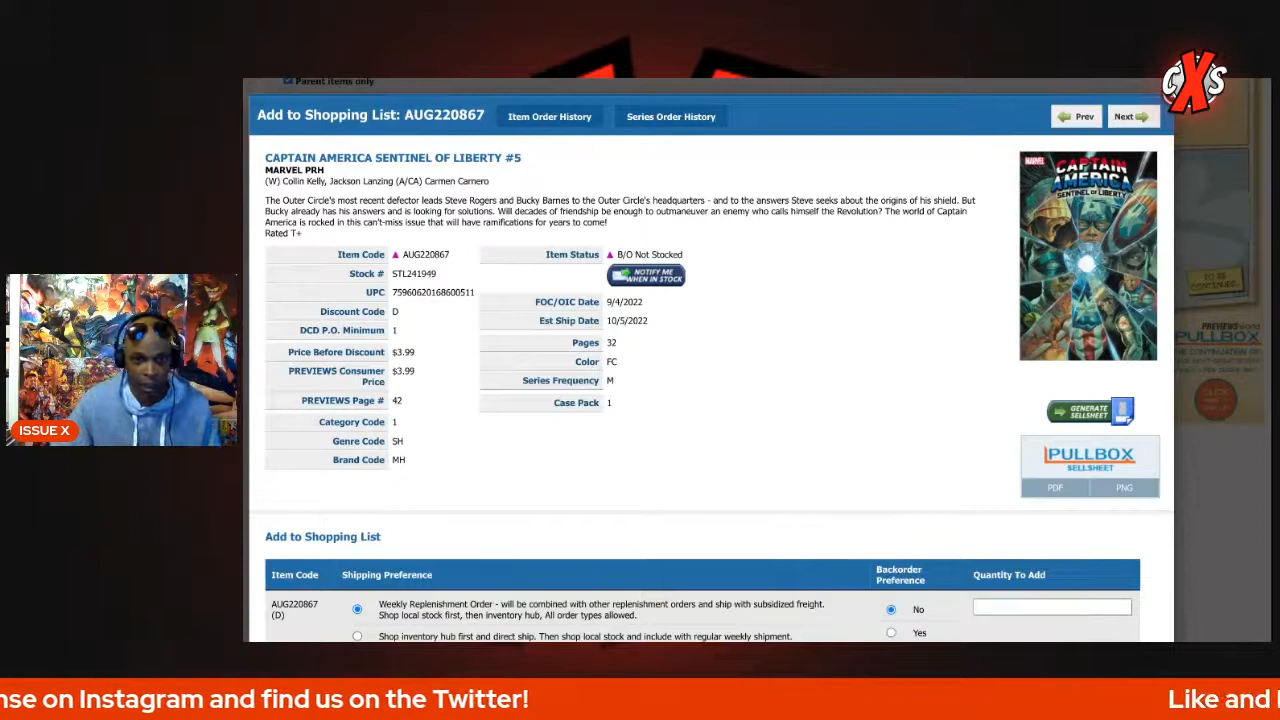 Parent items only
CXS
Add to Shopping List: AUG220867
Item Order History
Series Order History
Prev
Next
CAPTAIN AMERICA SENTINEL OF LIBERTY #5
MARVEL PRH
(W) Collin Kelly, Jackson Lanzing (A/CA) Carmen Carnero
The Outer Circle's most recent defector leads Steve Rogers and Bucky Barnes to the Outer Circle's headquarters - and to the answers Steve seeks about the origins of his shield. But
Bucky already has his answers and is looking for solutions. Will decades of friendship be enough to outmaneuver an enemy who calls himself the Revolution? The world of Captain
America is rocked in this can't-miss issue that will have ramifications for years to come!
Rated T+
Item Code ▲ AUG220867
Stock # STL241949
UPC 75960620168600511
Discount Code D
DCD P.O. Minimum 1
Price Before Discount $3.99
PREVIEWS Consumer
Price $3.99
PREVIEWS Page # 42
Category Code 1
Genre Code SH
Brand Code MH
Item Status ▲ B/O Not Stocked
NOTIFY ME
WHEN IN STOCK
FOC/OIC Date 9/4/2022
Est Ship Date 10/5/2022
Pages 32
Color FC
Series Frequency M
Case Pack 1
MARVEL
CAPTAIN
AMERICA
SENTINEL OF LIBERTY
GENERATE
SELLSHEET
PULLBOX
SELLSHEET
PDF PNG
TO BE
CONTINUED
PREVIEWSworld
PULLBOX
ISSUE X
Add to Shopping List
Item Code Shipping Preference Backorder
Preference Quantity To Add
AUG220867
(D)
Weekly Replenishment Order - will be combined with other replenishment orders and ship with subsidized freight.
Shop local stock first, then inventory hub, All order types allowed.
No
Shop inventory hub first and direct ship. Then shop local stock and include with regular weekly shipment.
Yes
nse on Instagram and find us on the Twitter!
Like and